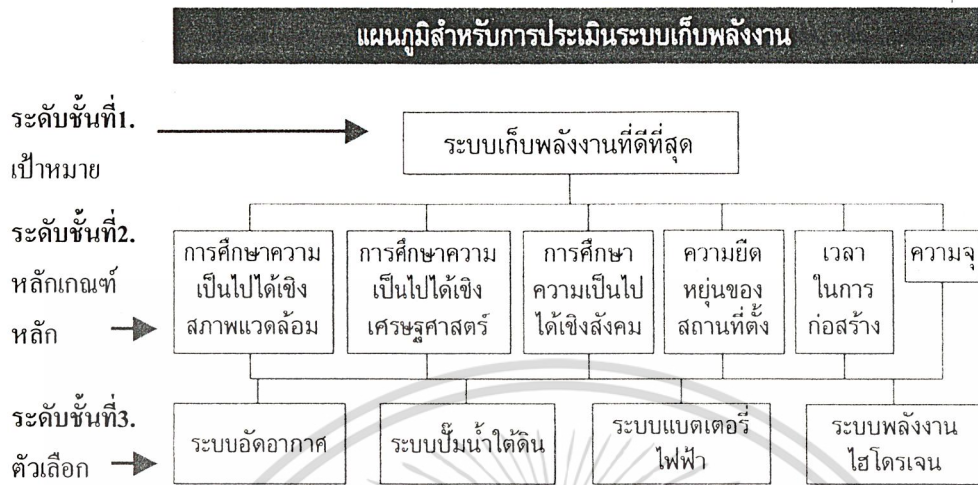 แผนภูมิสำหรับการประเมินระบบเก็บพลังงาน
ระดับชั้นที่1.
เป้าหมาย
ระบบเก็บพลังงานที่ดีที่สุด
ระดับชั้นที่2.
หลักเกณฑ์
หลัก
การศึกษาความ
เป็นไปได้เชิง
สภาพแวดล้อม
การศึกษาความ
เป็นไปได้เชิง
เศรษฐศาสตร์
การศึกษา
ความเป็นไป
ได้เชิงสังคม
ความยืด
หยุ่นของ
สถานที่ตั้ง
เวลา
ในการ
ก่อสร้าง
ความจุ
ระดับชั้นที่3.
ตัวเลือก
ระบบอัดอากาศ
ระบบปั๊มน้ำใต้ดิน
ระบบแบตเตอรี่
ไฟฟ้า
ระบบพลังงาน
ไฮโดรเจน